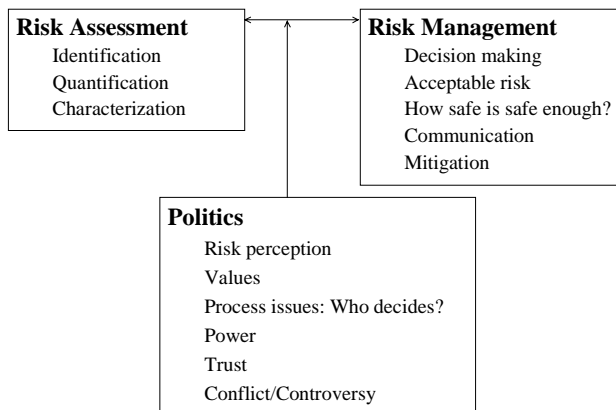 Risk Assessment
Identification
Quantification
Characterization
Risk Management
Decision making
Acceptable risk
How safe is safe enough?
Communication
Mitigation
Politics
Risk perception
Values
Process issues: Who decides?
Power
Trust
Conflict/Controversy